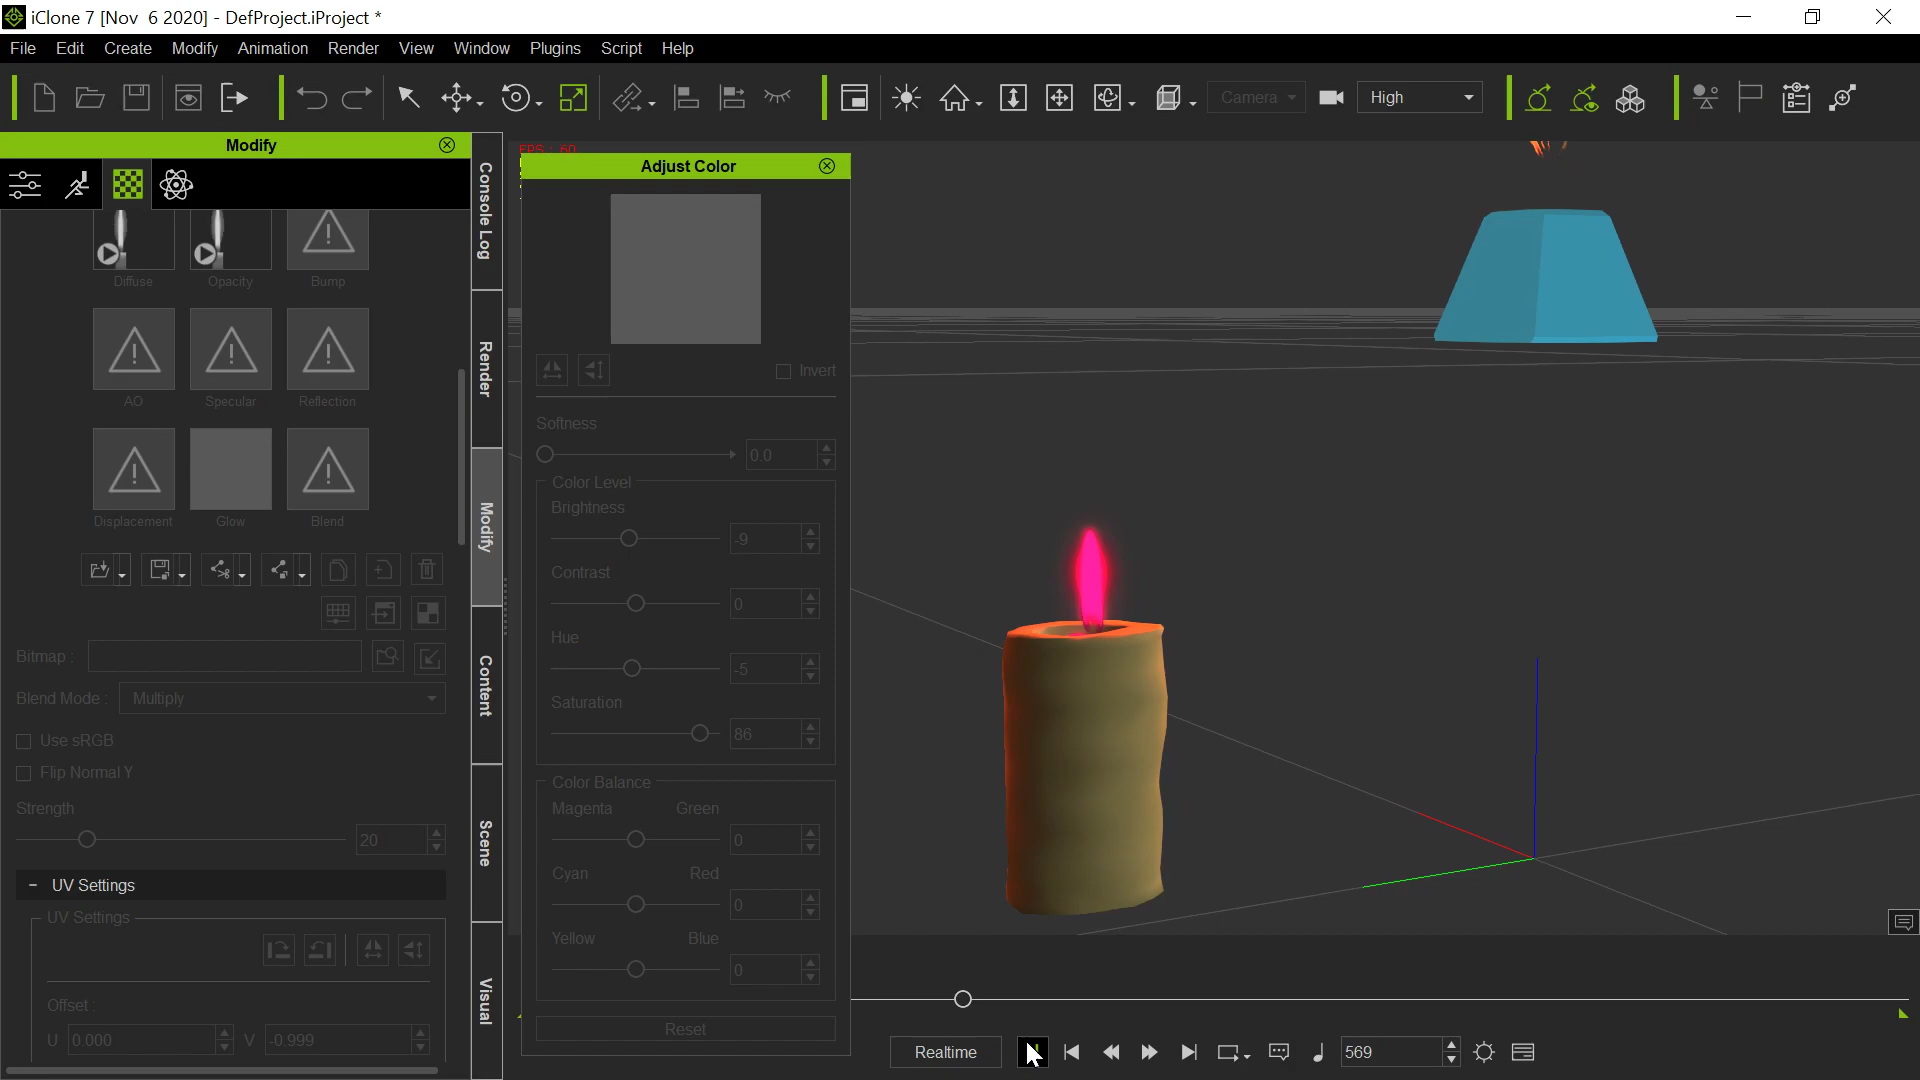 iClone 7 [Nov  6 2020] - DefProject.iProject *
File Edit Create Modify Animation Render View Window Plugins Script Help
Camera High
Modify
FPS : 60
Adjust Color
Console Log
Render
Modify
Content
Scene
Visual
Diffuse Opacity Bump
AO Specular Reflection
Displacement Glow Blend
Bitmap :
Blend Mode : Multiply
Use sRGB
Flip Normal Y
Strength
20
UV Settings
UV Settings
Offset :
U 0.000 V -0.999
Invert
Softness
0.0
Color Level
Brightness
-9
Contrast
0
Hue
-5
Saturation
86
Color Balance
Magenta Green
0
Cyan Red
0
Yellow Blue
0
Reset
Realtime 569